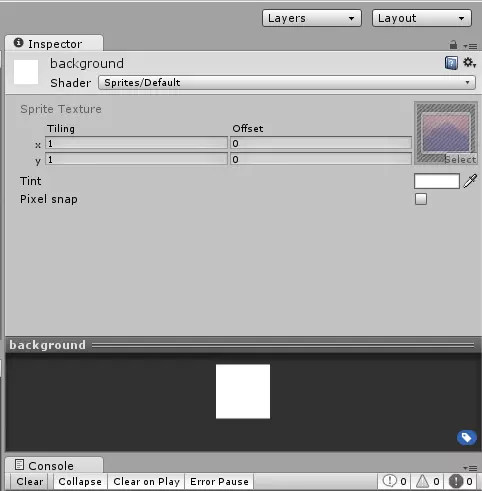 Layers Layout
Inspector
background
Shader Sprites/Default
Sprite Texture
Tiling Offset
x 1 0
y 1 0
Select
Tint
Pixel snap
background
Console
Clear Collapse Clear on Play Error Pause 0 0 0